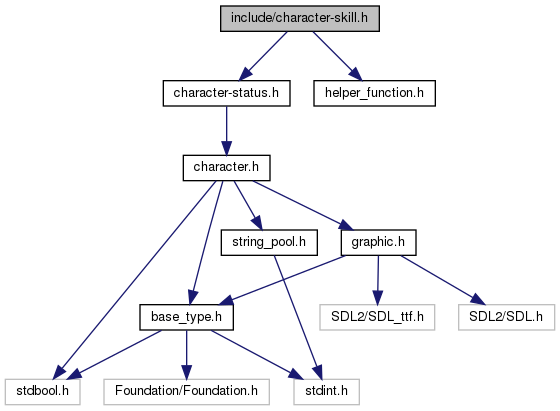 include/character-skill.h
character-status.h
helper_function.h
character.h
string_pool.h
graphic.h
base_type.h
SDL2/SDL_ttf.h
SDL2/SDL.h
stdbool.h
Foundation/Foundation.h
stdint.h